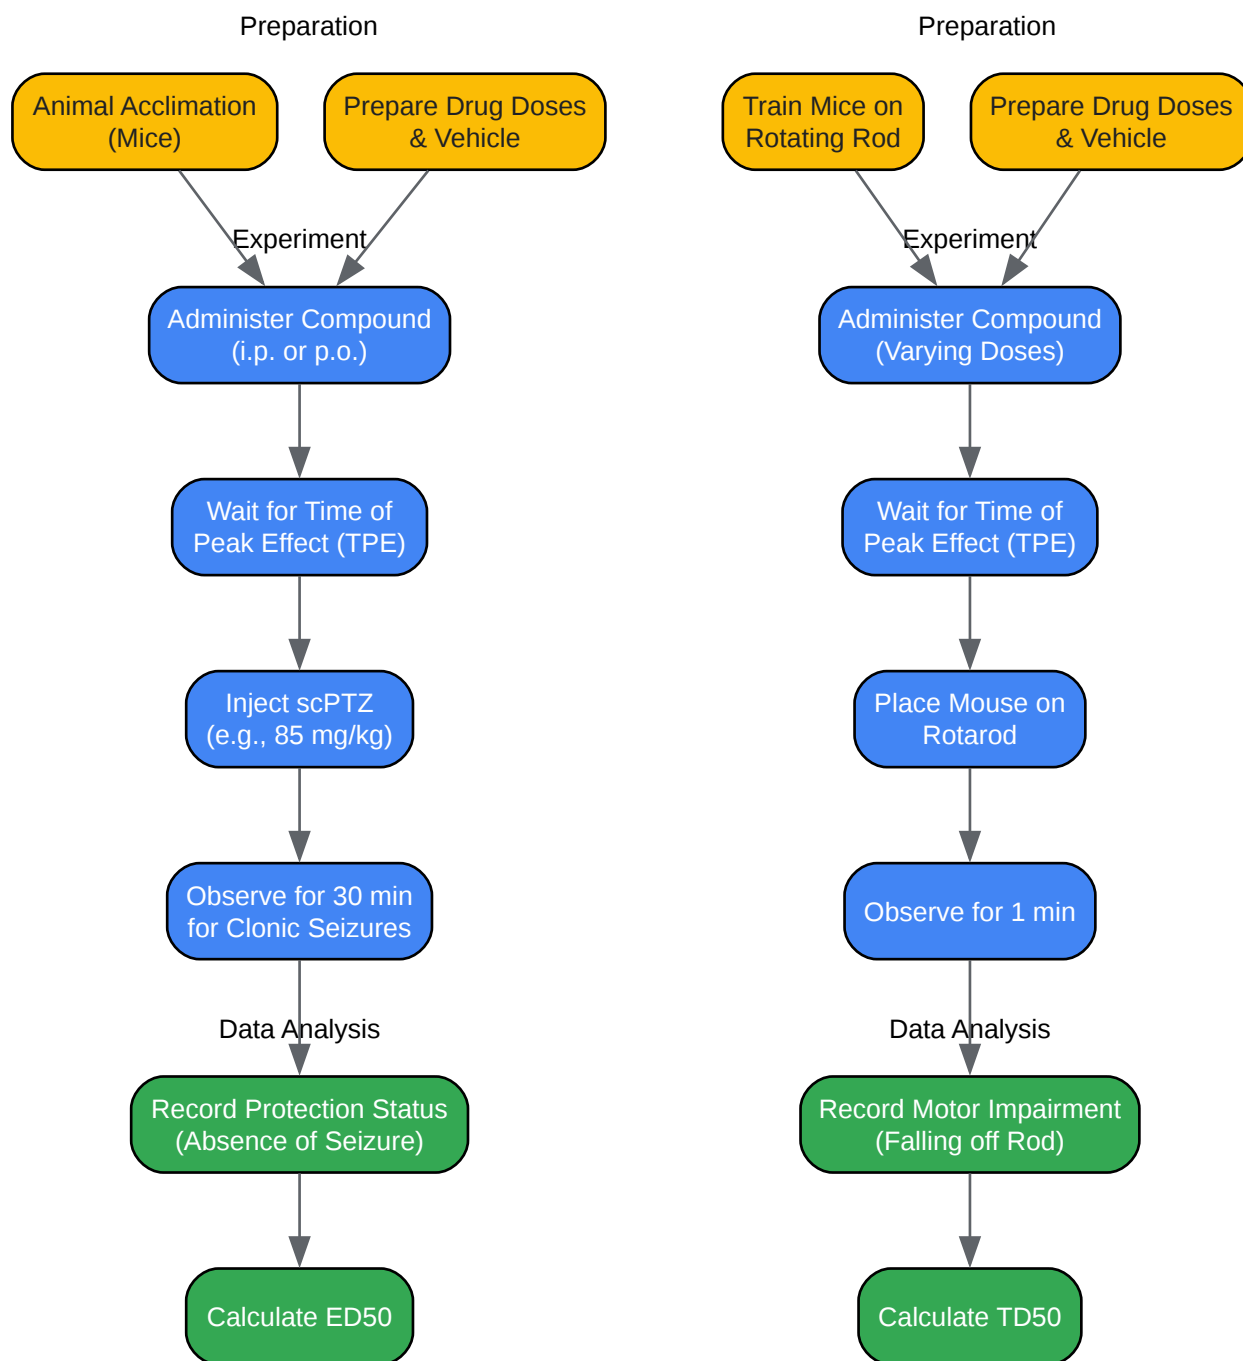 Preparation
Animal Acclimation
(Mice)
Prepare Drug Doses
& Vehicle
Experiment
Administer Compound
(i.p. or p.o.)
Wait for Time of
Peak Effect (TPE)
Inject scPTZ
(e.g., 85 mg/kg)
Observe for 30 min
for Clonic Seizures
Data Analysis
Record Protection Status
(Absence of Seizure)
Calculate ED50
Preparation
Train Mice on
Rotating Rod
Prepare Drug Doses
& Vehicle
Experiment
Administer Compound
(Varying Doses)
Wait for Time of
Peak Effect (TPE)
Place Mouse on
Rotarod
Observe for 1 min
Data Analysis
Record Motor Impairment
(Falling off Rod)
Calculate TD50